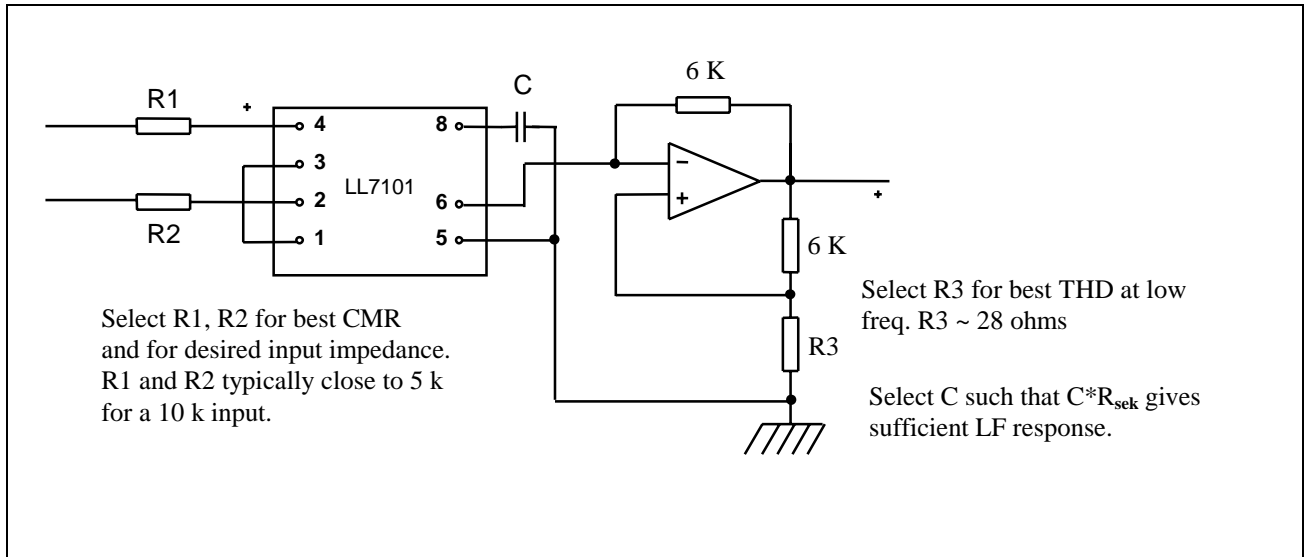 6 K
C
R1
+
4
8
3
LL7101
−
+
2
6
+
R2
1
5
6 K
R3
Select R1, R2 for best CMR
and for desired input impedance.
R1 and R2 typically close to 5 k
for a 10 k input.
Select R3 for best THD at low
freq. R3 ~ 28 ohms
Select C such that C*Rsek gives
sufficient LF response.